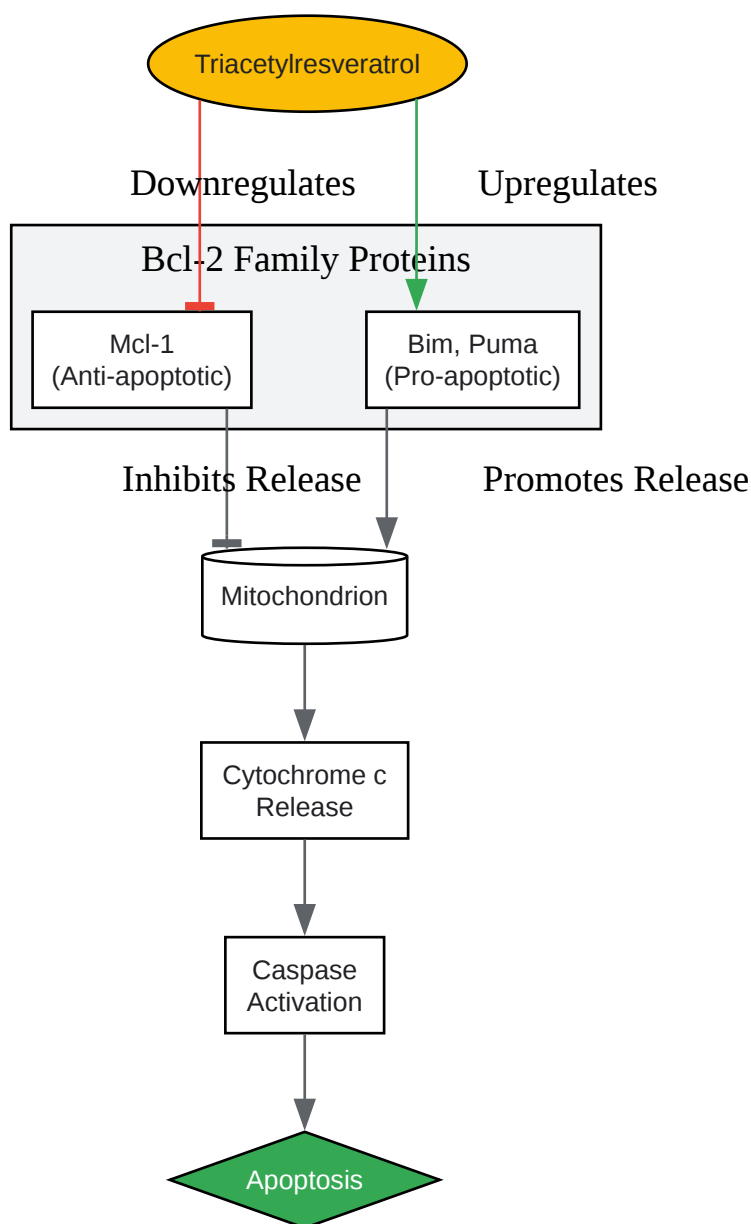 Triacetylresveratrol
Downregulates
Upregulates
Bcl-2 Family Proteins
Mcl-1
(Anti-apoptotic)
Bim, Puma
(Pro-apoptotic)
Inhibits Release
Promotes Release
Mitochondrion
Cytochrome c
Release
Caspase
Activation
Apoptosis